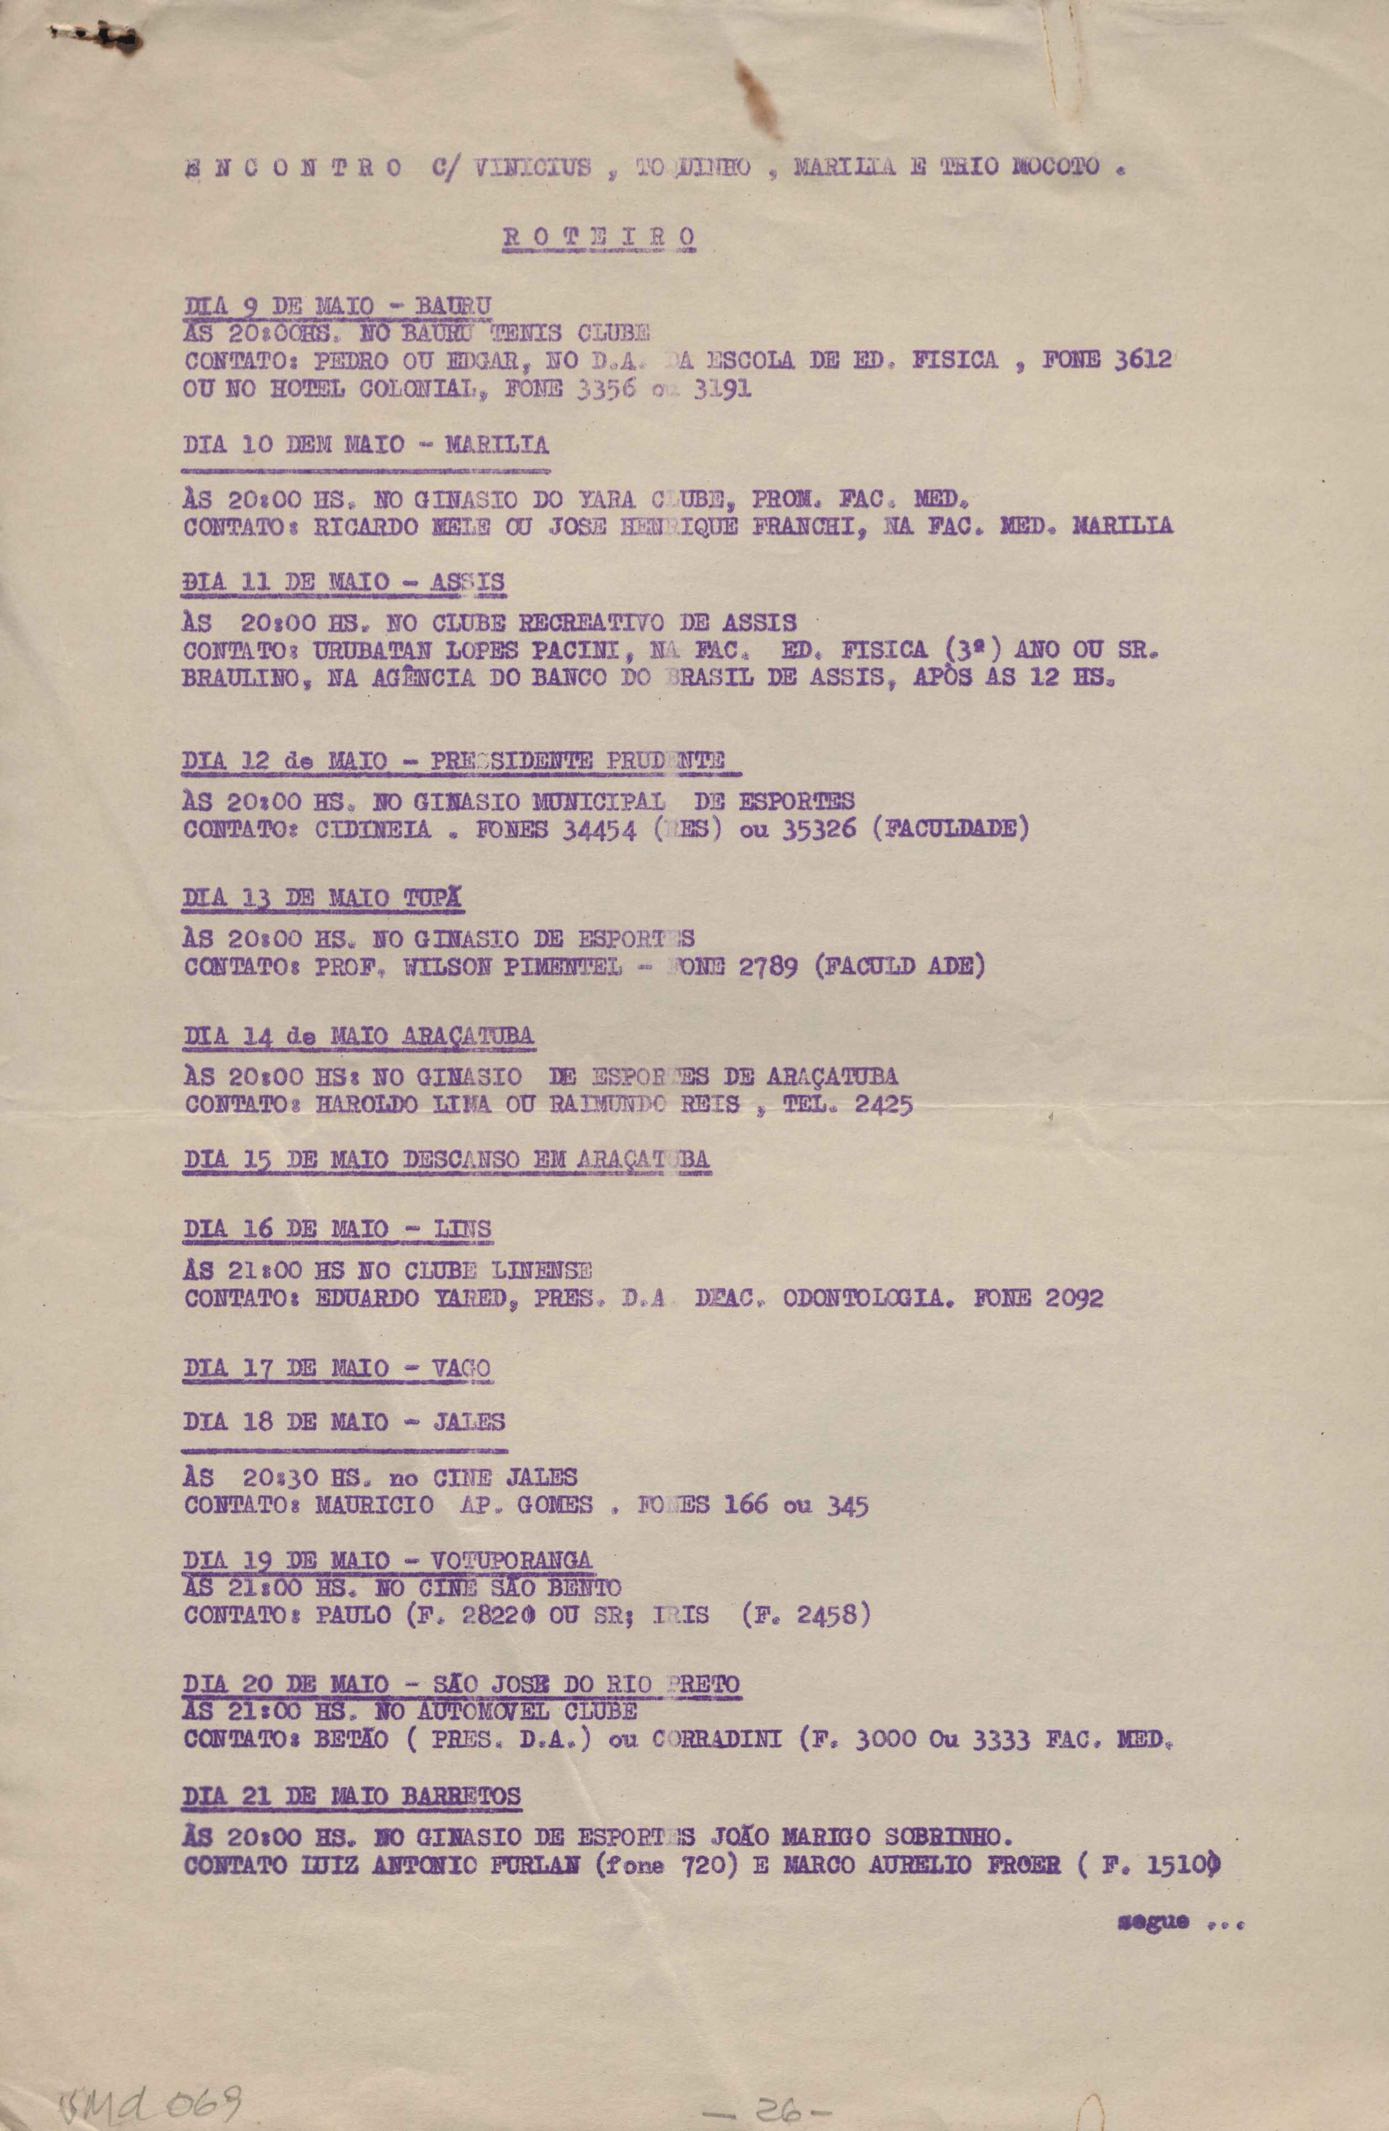 E N C O N T R O C/ VINICIUS , TOQUINHO , MARILIA E TRIO MOCOTO .
R O T E I R O
DIA 9 DE MAIO - BAURU
ÀS 20:00HS. NO BAURU TENIS CLUBE
CONTATO: PEDRO OU EDGAR, NO D.A. DA ESCOLA DE ED. FISICA , FONE 3612
OU NO HOTEL COLONIAL, FONE 3356 ou 3191
DIA 10 DEM MAIO - MARILIA
ÀS 20:00 HS. NO GINASIO DO YARA CLUBE, PROM. FAC. MED.
CONTATO: RICARDO MELE OU JOSE HENRIQUE FRANCHI, NA FAC. MED. MARILIA
DIA 11 DE MAIO - ASSIS
ÀS 20:00 HS. NO CLUBE RECREATIVO DE ASSIS
CONTATO: URUBATAN LOPES PACINI, NA FAC. ED. FISICA (3ª) ANO OU SR.
BRAULINO, NA AGÊNCIA DO BANCO DO BRASIL DE ASSIS, APÒS AS 12 HS.
DIA 12 de MAIO - PRESSIDENTE PRUDENTE
ÀS 20:00 HS. NO GINASIO MUNICIPAL DE ESPORTES
CONTATO: CIDINEIA . FONES 34454 (RES) ou 35326 (FACULDADE)
DIA 13 DE MAIO TUPÃ
ÀS 20:00 HS. NO GINASIO DE ESPORTES
CONTATO: PROF. WILSON PIMENTEL - FONE 2789 (FACULD ADE)
DIA 14 de MAIO ARAÇATUBA
ÀS 20:00 HS: NO GINASIO DE ESPORTES DE ARAÇATUBA
CONTATO: HAROLDO LIMA OU RAIMUNDO REIS , TEL. 2425
DIA 15 DE MAIO DESCANSO EM ARAÇATUBA
DIA 16 DE MAIO - LINS
ÀS 21:00 HS NO CLUBE LINENSE
CONTATO: EDUARDO YARED, PRES. D.A. DFAC. ODONTOLOGIA. FONE 2092
DIA 17 DE MAIO - VAGO
DIA 18 DE MAIO - JALES
ÀS 20:30 HS. no CINE JALES
CONTATO: MAURICIO AP. GOMES . FONES 166 ou 345
DIA 19 DE MAIO - VOTUPORANGA
ÀS 21:00 HS. NO CINE SÃO BENTO
CONTATO: PAULO (F. 2822) OU SR; IRIS (F. 2458)
DIA 20 DE MAIO - SÃO JOSE DO RIO PRETO
ÀS 21:00 HS. NO AUTOMOVEL CLUBE
CONTATO: BETÃO ( PRES. D.A.) ou CORRADINI (F. 3000 Ou 3333 FAC. MED.
DIA 21 DE MAIO BARRETOS
ÀS 20:00 HS. NO GINASIO DE ESPORTES JOÃO MARIGO SOBRINHO.
CONTATO LUIZ ANTONIO FURLAN (fone 720) E MARCO AURELIO FROER ( F. 1510)
segue ...
VMd 069
- 26 -